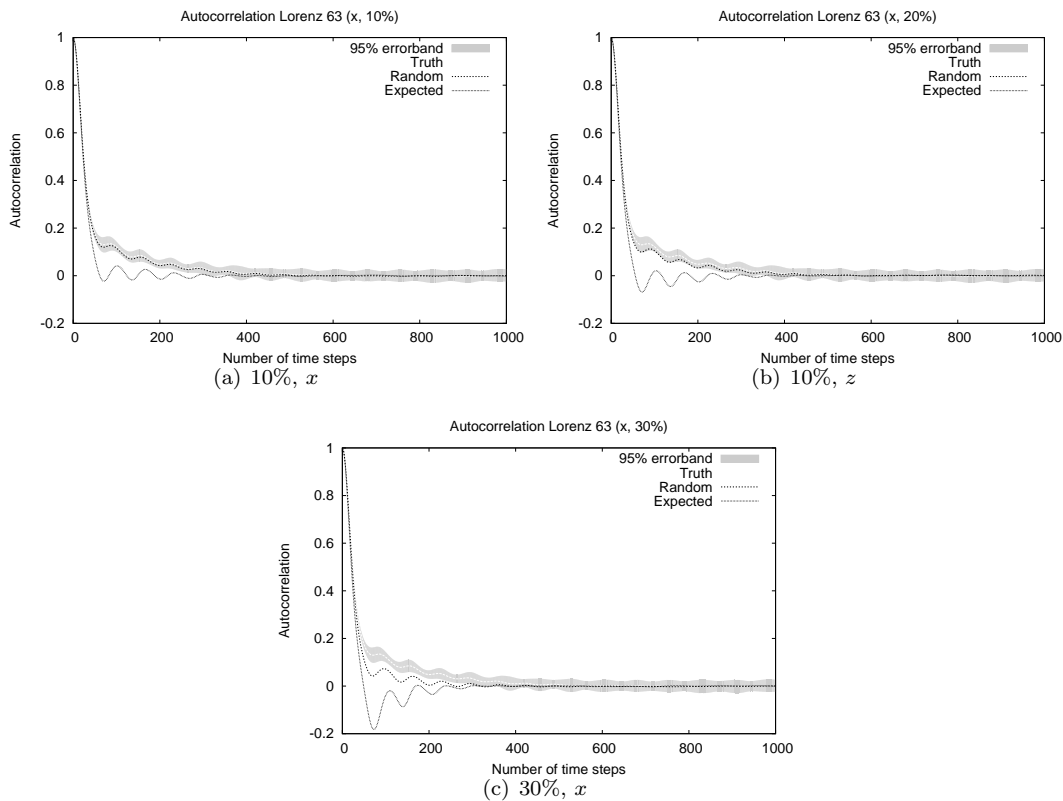 Autocorrelation Lorenz 63 (x, 10%)
1
0.8
0.6
0.4
0.2
0
-0.2
Autocorrelation
95% errorband
Truth
Random
Expected
0 200 400 600 800 1000
Number of time steps
(a) 10%, x
Autocorrelation Lorenz 63 (x, 20%)
1
0.8
0.6
0.4
0.2
0
-0.2
Autocorrelation
95% errorband
Truth
Random
Expected
0 200 400 600 800 1000
Number of time steps
(b) 10%, z
Autocorrelation Lorenz 63 (x, 30%)
1
0.8
0.6
0.4
0.2
0
-0.2
Autocorrelation
95% errorband
Truth
Random
Expected
0 200 400 600 800 1000
Number of time steps
(c) 30%, x